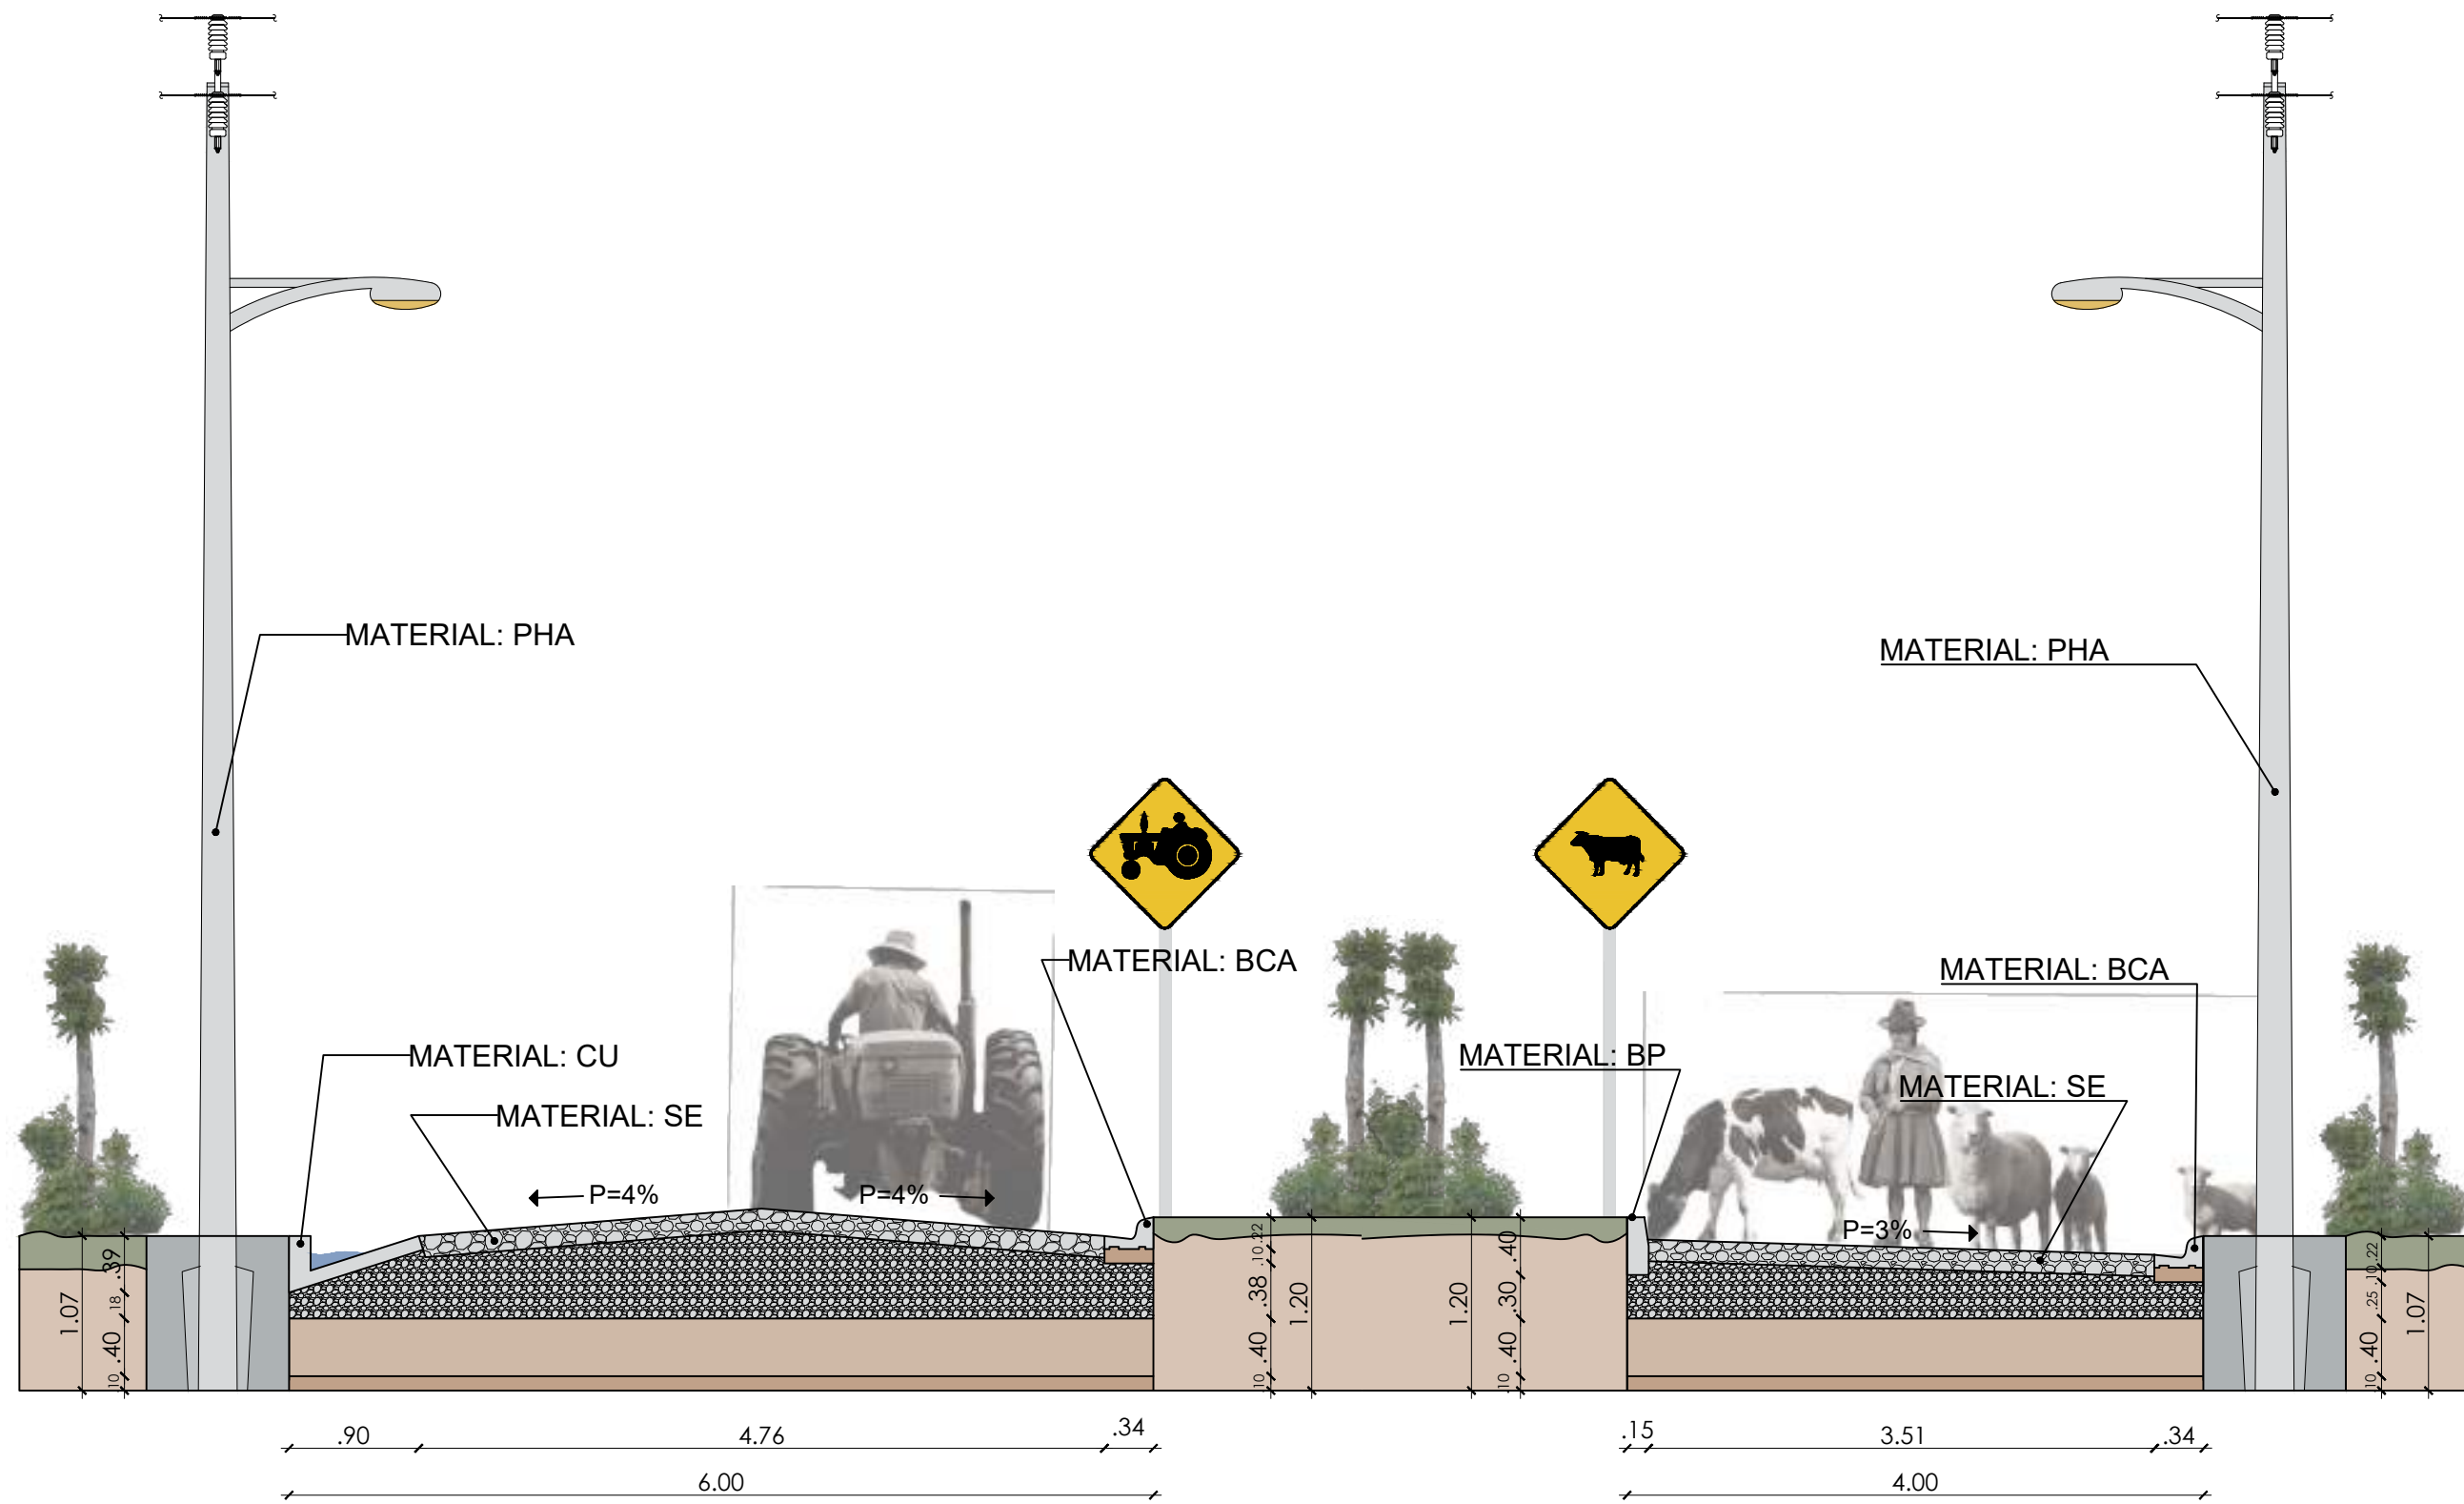 MATERIAL: PHA
MATERIAL: PHA
MATERIAL: BCA
MATERIAL: BCA
MATERIAL: CU
MATERIAL: BP
MATERIAL: SE
MATERIAL: SE
P=4%
P=4%
P=3%
1.07
.39
.18
.40
.10
.22
.10
.38
.40
.10
1.20
1.20
.40
.30
.40
.10
.22
.10
.25
.40
.10
1.07
.90
4.76
.34
.15
3.51
.34
6.00
4.00